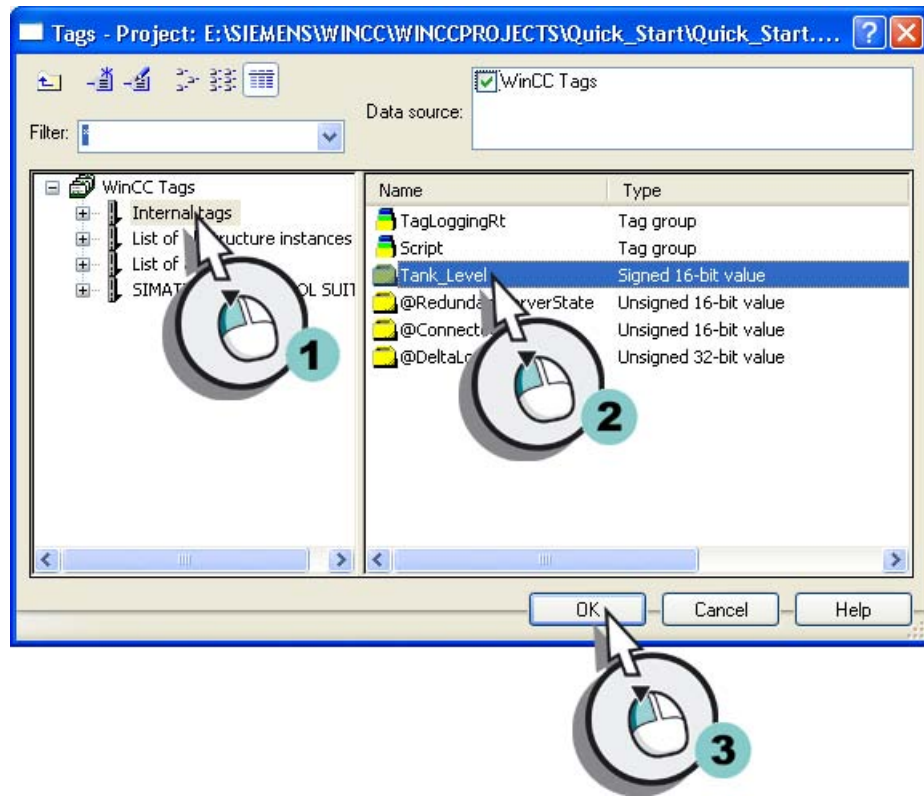 Tags - Project: E:\SIEMENS\WINCC\WINCCPROJECTS\Quick_Start\Quick_Start....
Data source:
WinCC Tags
Filter: *
WinCC Tags
Internal tags
List of ructure instances
List of
SIMAT OL SUIT
1
Name Type
TagLoggingRt Tag group
Script Tag group
Tank_Level Signed 16-bit value
@Redunda erverState Unsigned 16-bit value
@Connect Unsigned 16-bit value
@DeltaLo Unsigned 32-bit value
2
OK Cancel Help
3